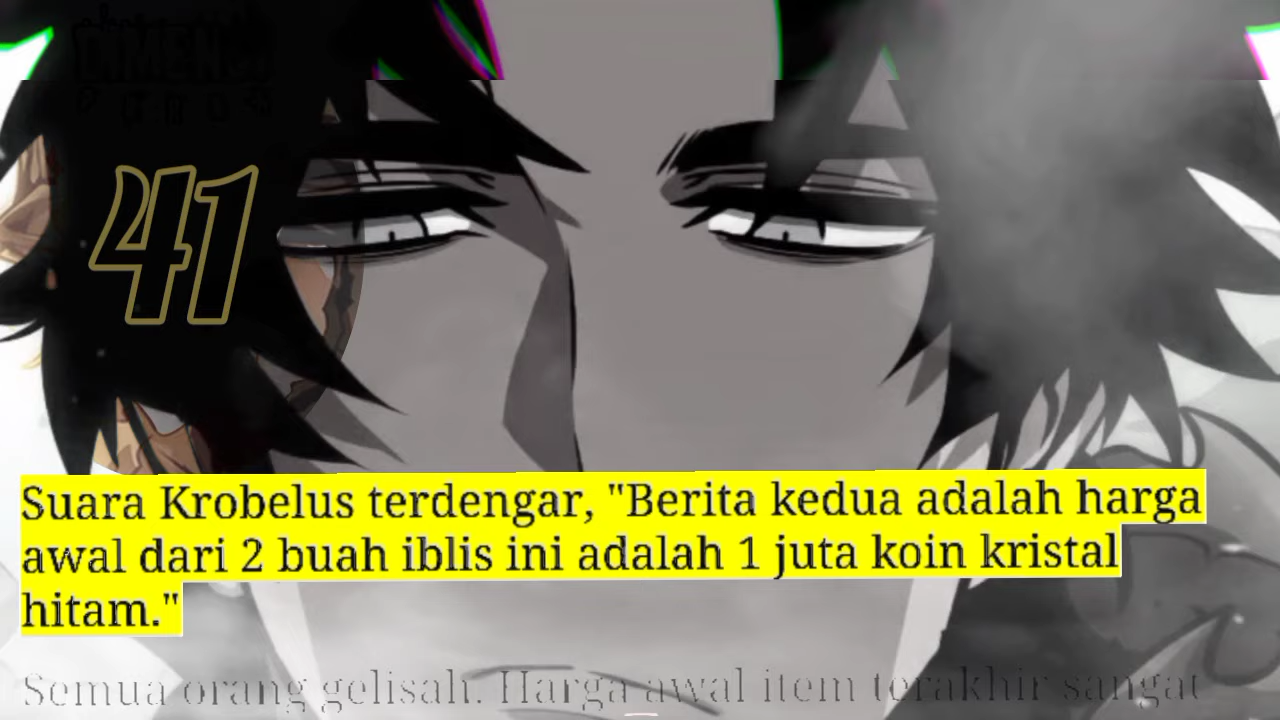 41
Suara Krobelus terdengar, "Berita kedua adalah harga
awal dari 2 buah iblis ini adalah 1 juta koin kristal
hitam."
Semua orang gelisah. Harga awal item terakhir sangat